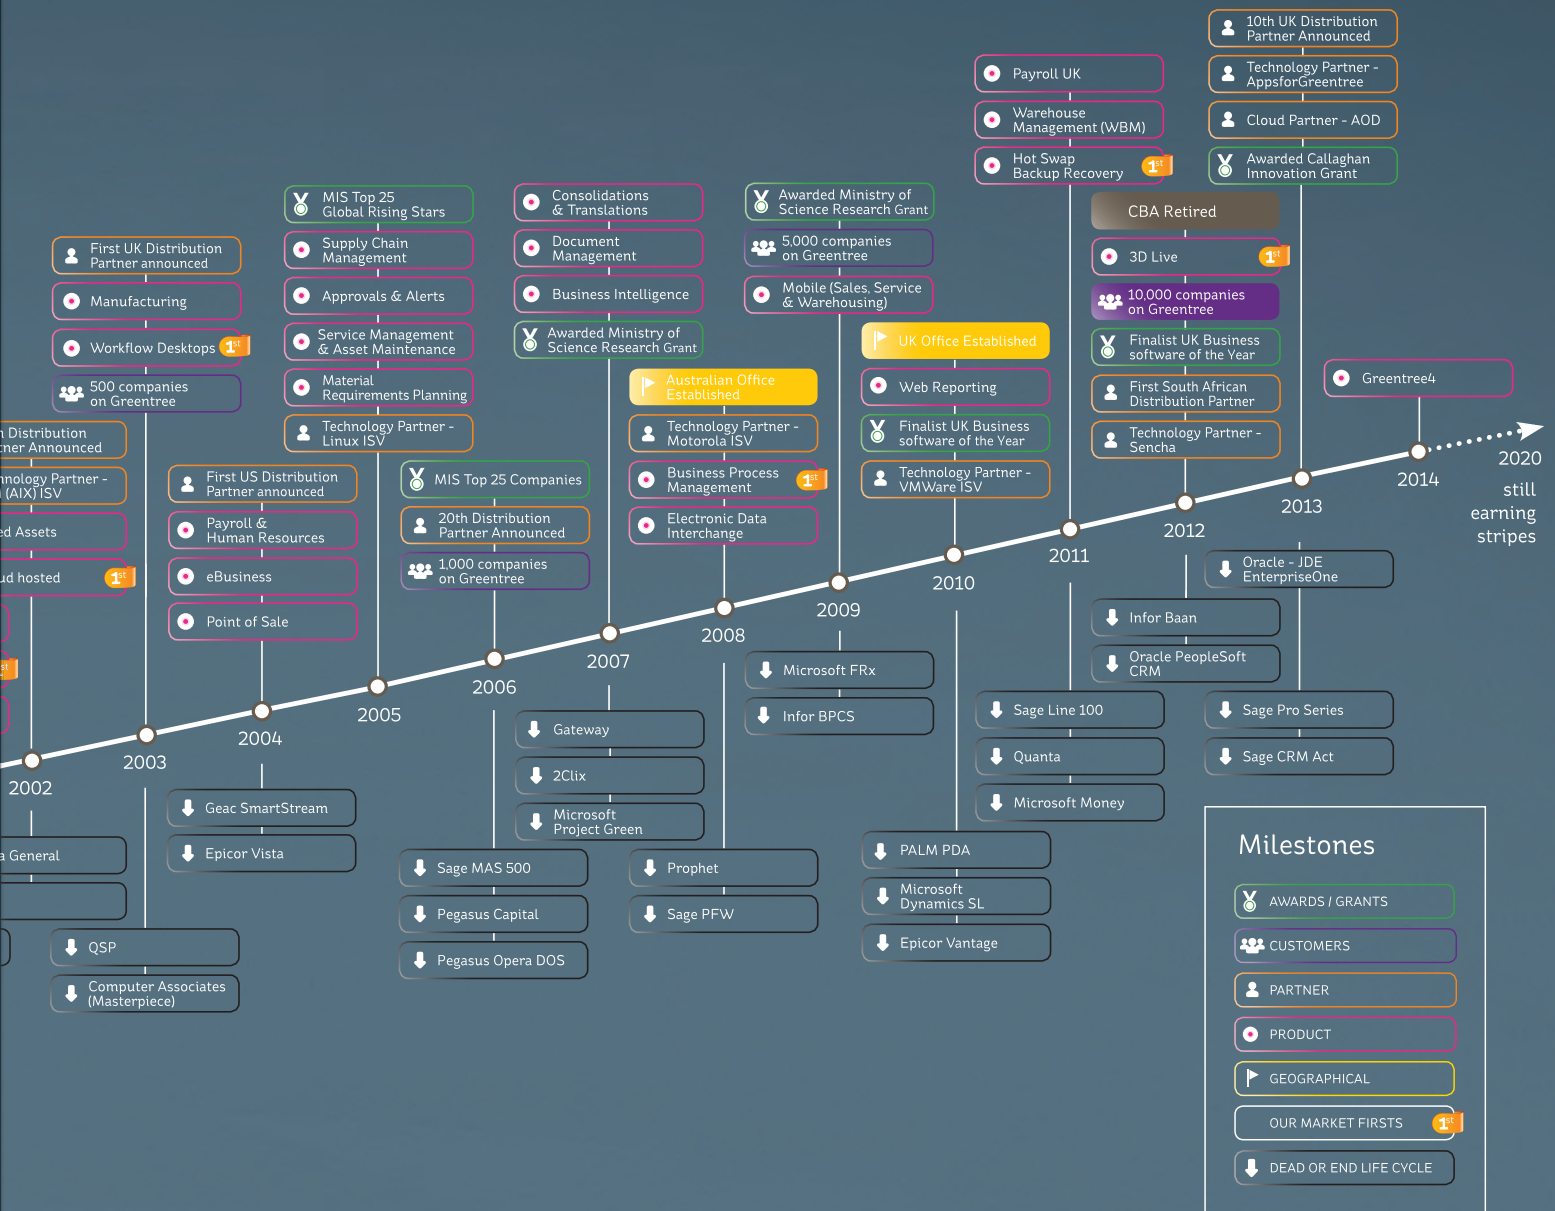 n Distribution
tner Announced
nnology Partner -
(AIX) ISV
ed Assets
ud hosted
1st
st
2002
a General
First UK Distribution
Partner announced
Manufacturing
Workflow Desktops
1st
500 companies
on Greentree
2003
QSP
Computer Associates
(Masterpiece)
First US Distribution
Partner announced
Payroll &
Human Resources
eBusiness
Point of Sale
2004
Geac SmartStream
Epicor Vista
MIS Top 25
Global Rising Stars
Supply Chain
Management
Approvals & Alerts
Service Management
& Asset Maintenance
Material
Requirements Planning
Technology Partner -
Linux ISV
2005
MIS Top 25 Companies
20th Distribution
Partner Announced
1,000 companies
on Greentree
2006
Sage MAS 500
Pegasus Capital
Pegasus Opera DOS
Consolidations
& Translations
Document
Management
Business Intelligence
Awarded Ministry of
Science Research Grant
2007
Gateway
2Clix
Microsoft
Project Green
Australian Office
Established
Technology Partner -
Motorola ISV
Business Process
Management
1st
Electronic Data
Interchange
2008
Prophet
Sage PFW
Awarded Ministry of
Science Research Grant
5,000 companies
on Greentree
Mobile (Sales, Service
& Warehousing)
2009
Microsoft FRx
Infor BPCS
UK Office Established
Web Reporting
Finalist UK Business
software of the Year
Technology Partner -
VMWare ISV
2010
PALM PDA
Microsoft
Dynamics SL
Epicor Vantage
Payroll UK
Warehouse
Management (WBM)
Hot Swap
Backup Recovery
1st
2011
Sage Line 100
Quanta
Microsoft Money
CBA Retired
3D Live
1st
10,000 companies
on Greentree
Finalist UK Business
software of the Year
First South African
Distribution Partner
Technology Partner -
Sencha
2012
Infor Baan
Oracle PeopleSoft
CRM
10th UK Distribution
Partner Announced
Technology Partner -
AppsforGreentree
Cloud Partner - AOD
Awarded Callaghan
Innovation Grant
2013
Oracle - JDE
EnterpriseOne
Sage Pro Series
Sage CRM Act
Greentree4
2014
2020
still
earning
stripes
Milestones
AWARDS / GRANTS
CUSTOMERS
PARTNER
PRODUCT
GEOGRAPHICAL
OUR MARKET FIRSTS
1st
DEAD OR END LIFE CYCLE